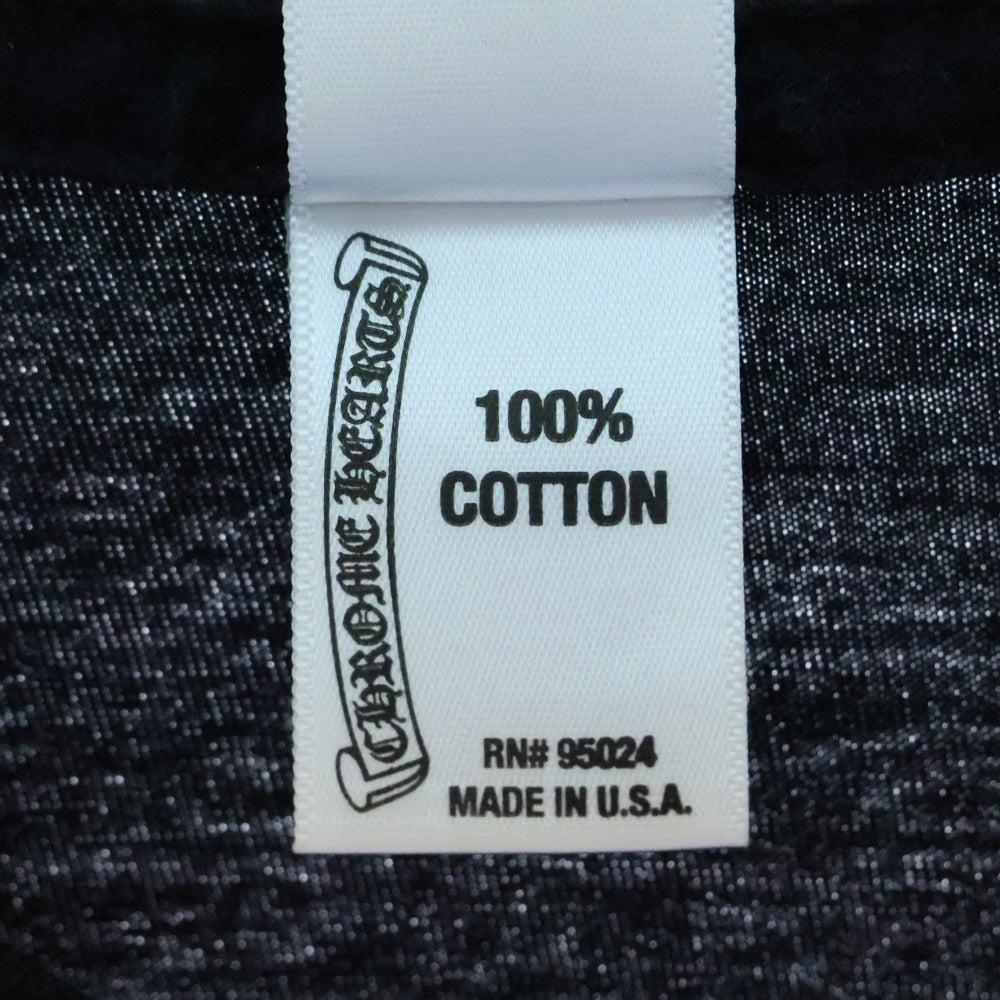 CHROME HEARTS
100%
COTTON
RN# 95024
MADE IN U.S.A.